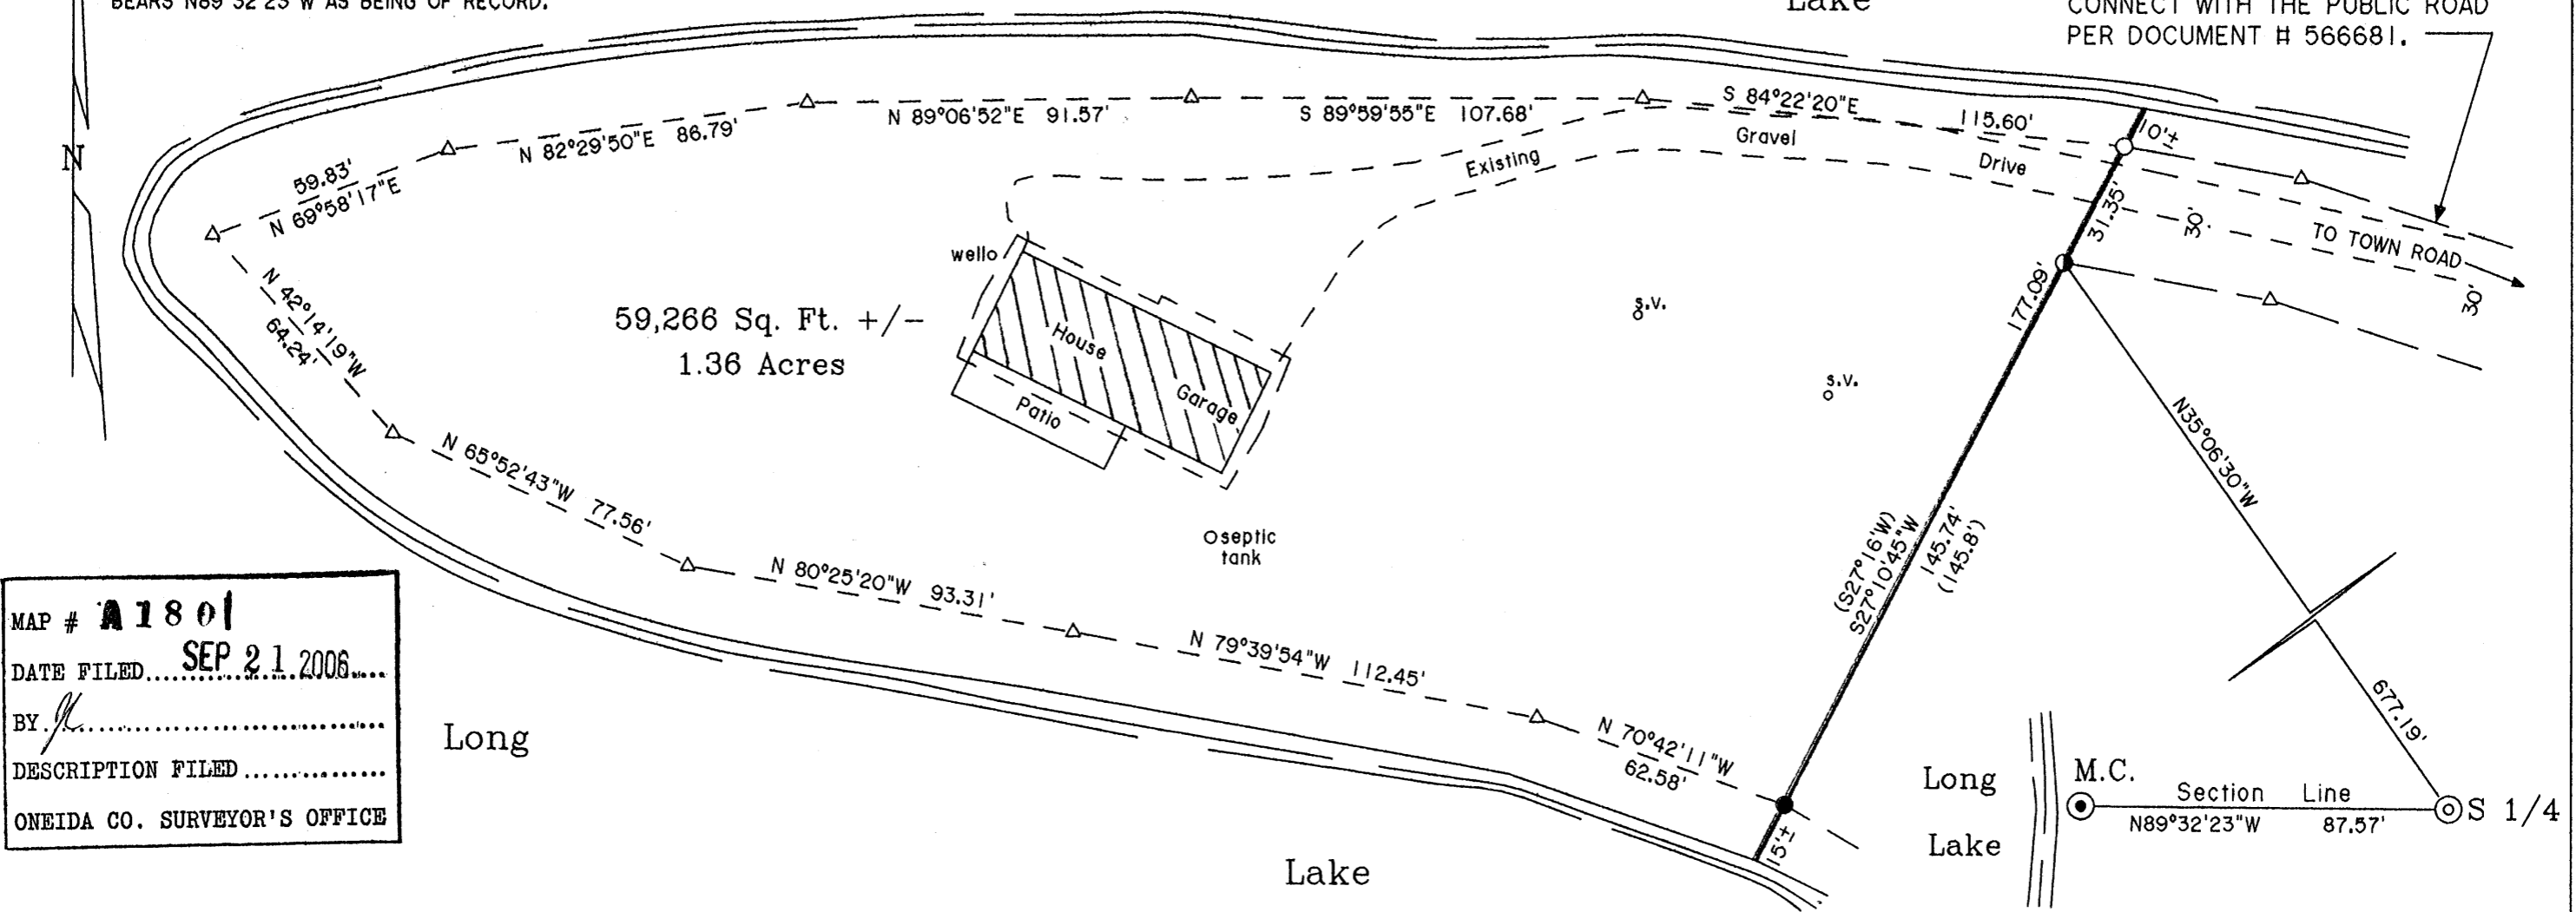 BEARS N89°32'23"W AS BEING OF RECORD.
Lake
CONNECT WITH THE PUBLIC ROAD
PER DOCUMENT # 566681.
N
59.83'
N 69°58'17"E
N 82°29'50"E 86.79'
N 89°06'52"E 91.57'
S 89°59'55"E 107.68'
S 84°22'20"E
115.60'
10'±
Existing
Gravel
Drive
31.35'
30'
TO TOWN ROAD
30'
177.09'
well
House
Garage
Patio
59,266 Sq. Ft. +/-
1.36 Acres
s.v.
s.v.
septic
tank
N 42°14'19"W
64.24'
N 65°52'43"W 77.56'
N 80°25'20"W 93.31'
N 79°39'54"W 112.45'
N 70°42'11"W
62.58'
15'±
(S27°16'W)
S27°10'45"W
145.74'
(145.8')
N35°06'30"W
677.19'
MAP # A1801
DATE FILED SEP 21 2006
BY
DESCRIPTION FILED
ONEIDA CO. SURVEYOR'S OFFICE
Long
Lake
Long
Lake
M.C.
Section Line
N89°32'23"W 87.57'
S 1/4